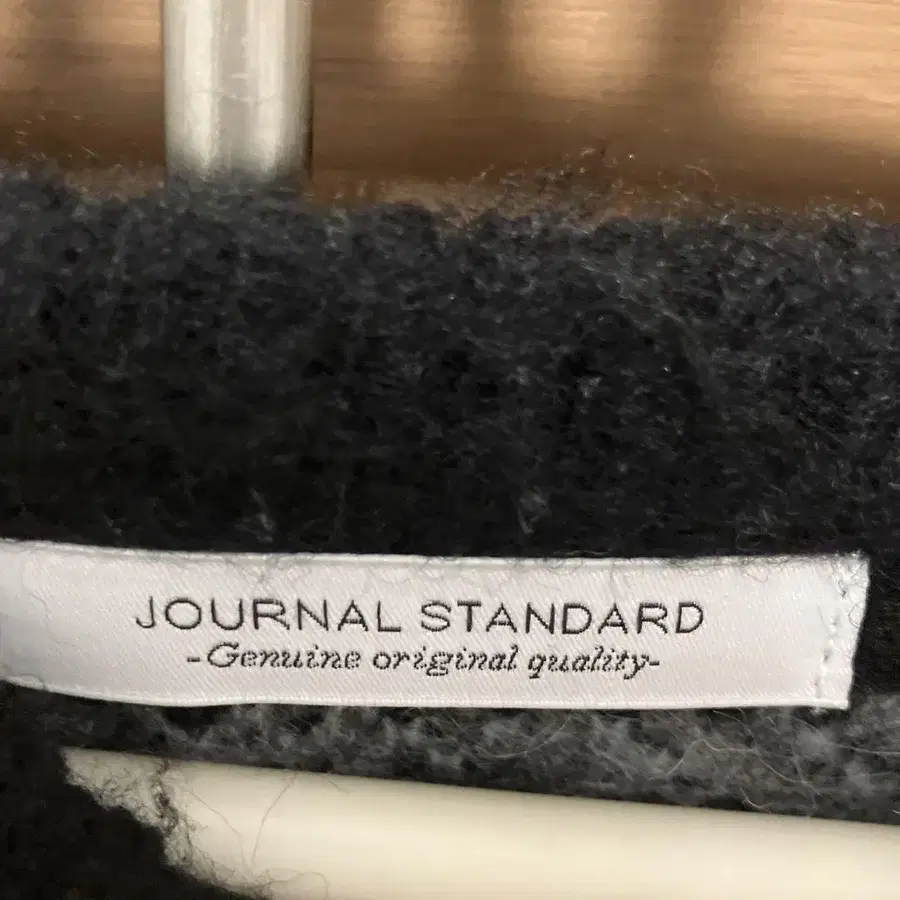 JOURNAL STANDARD
-Genuine original quality-